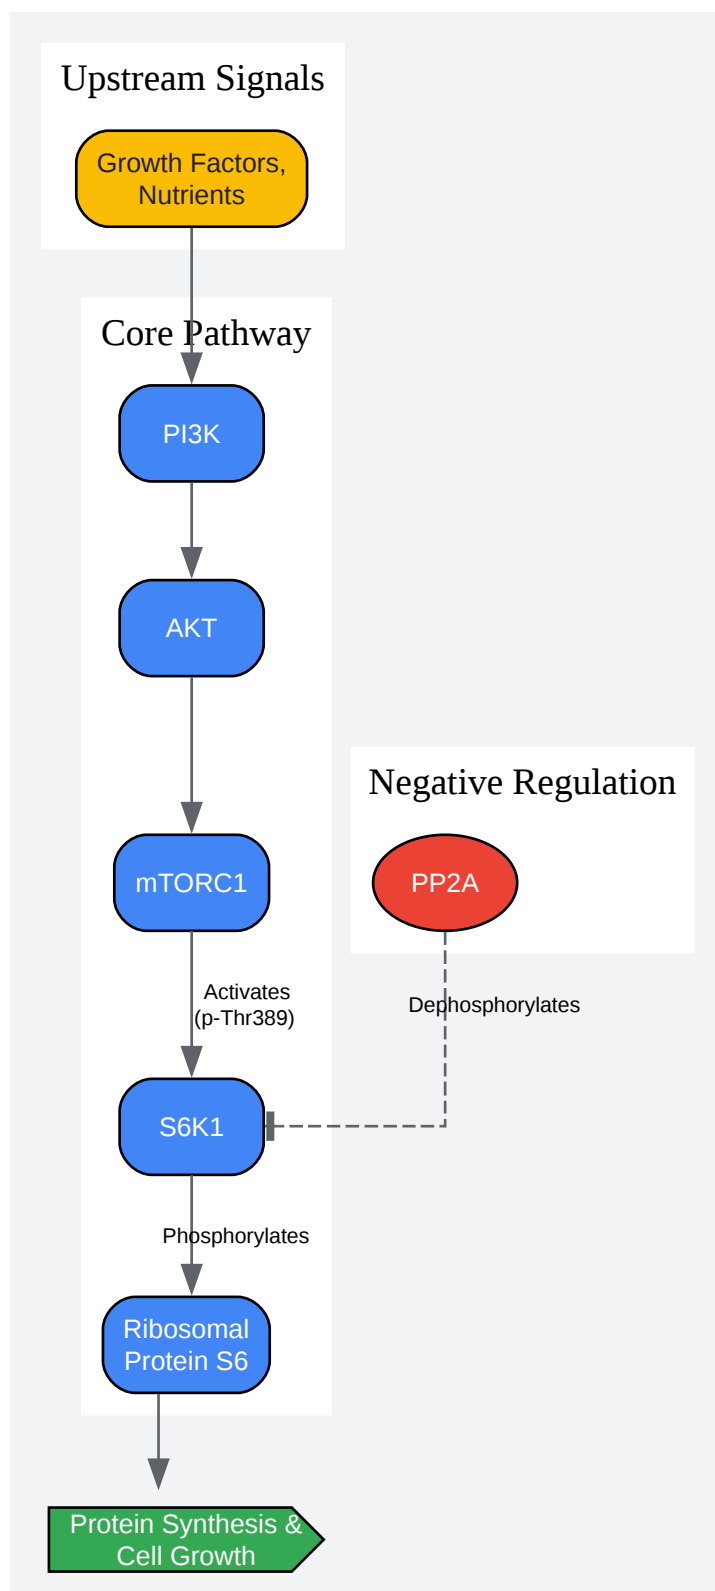 Upstream Signals
Growth Factors,
Nutrients
Core Pathway
PI3K
AKT
Negative Regulation
mTORC1
PP2A
Activates
(p-Thr389)
Dephosphorylates
S6K1
Phosphorylates
Ribosomal
Protein S6
Protein Synthesis &
Cell Growth